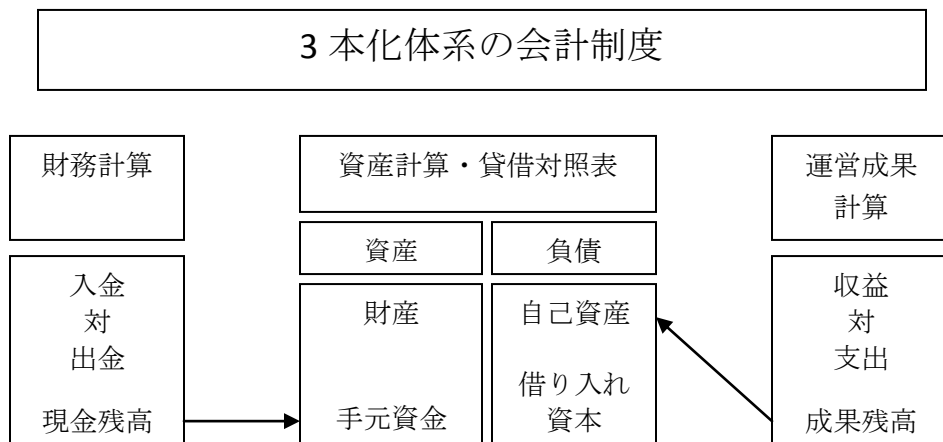 3 本化体系の会計制度
財務計算
資産計算・貸借対照表
運営成果
計算
資産
負債
入金
対
出金
現金残高
財産
手元資金
自己資産
借り入れ
資本
収益
対
支出
成果残高